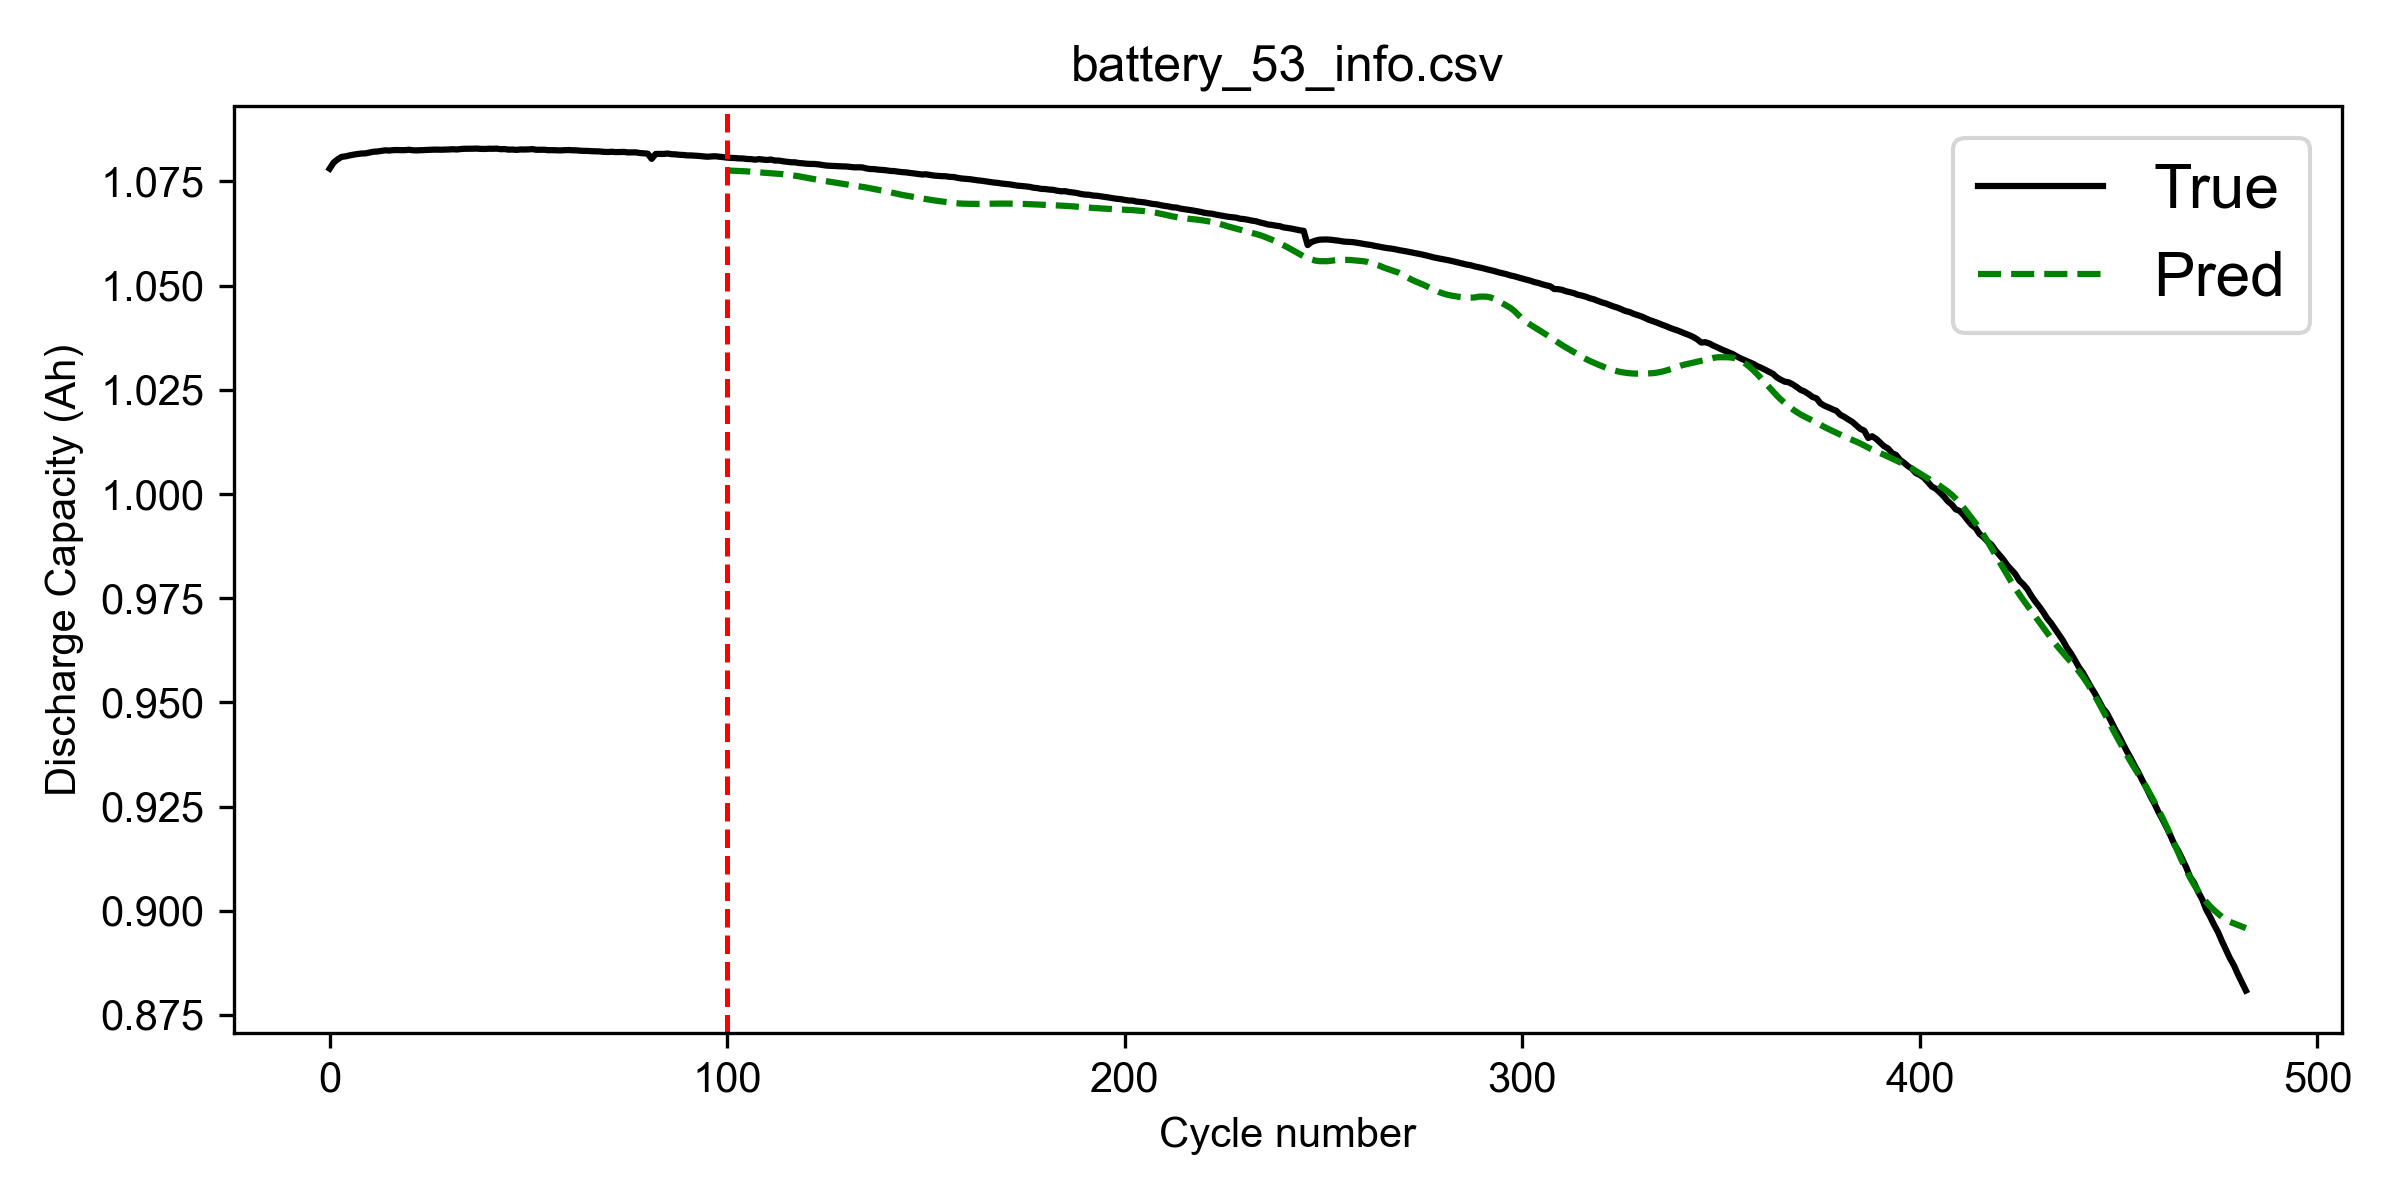 battery_53_info.csv
True
Pred
1.075
1.050
1.025
1.000
0.975
0.950
0.925
0.900
0.875
Discharge Capacity (Ah)
0 100 200 300 400 500
Cycle number